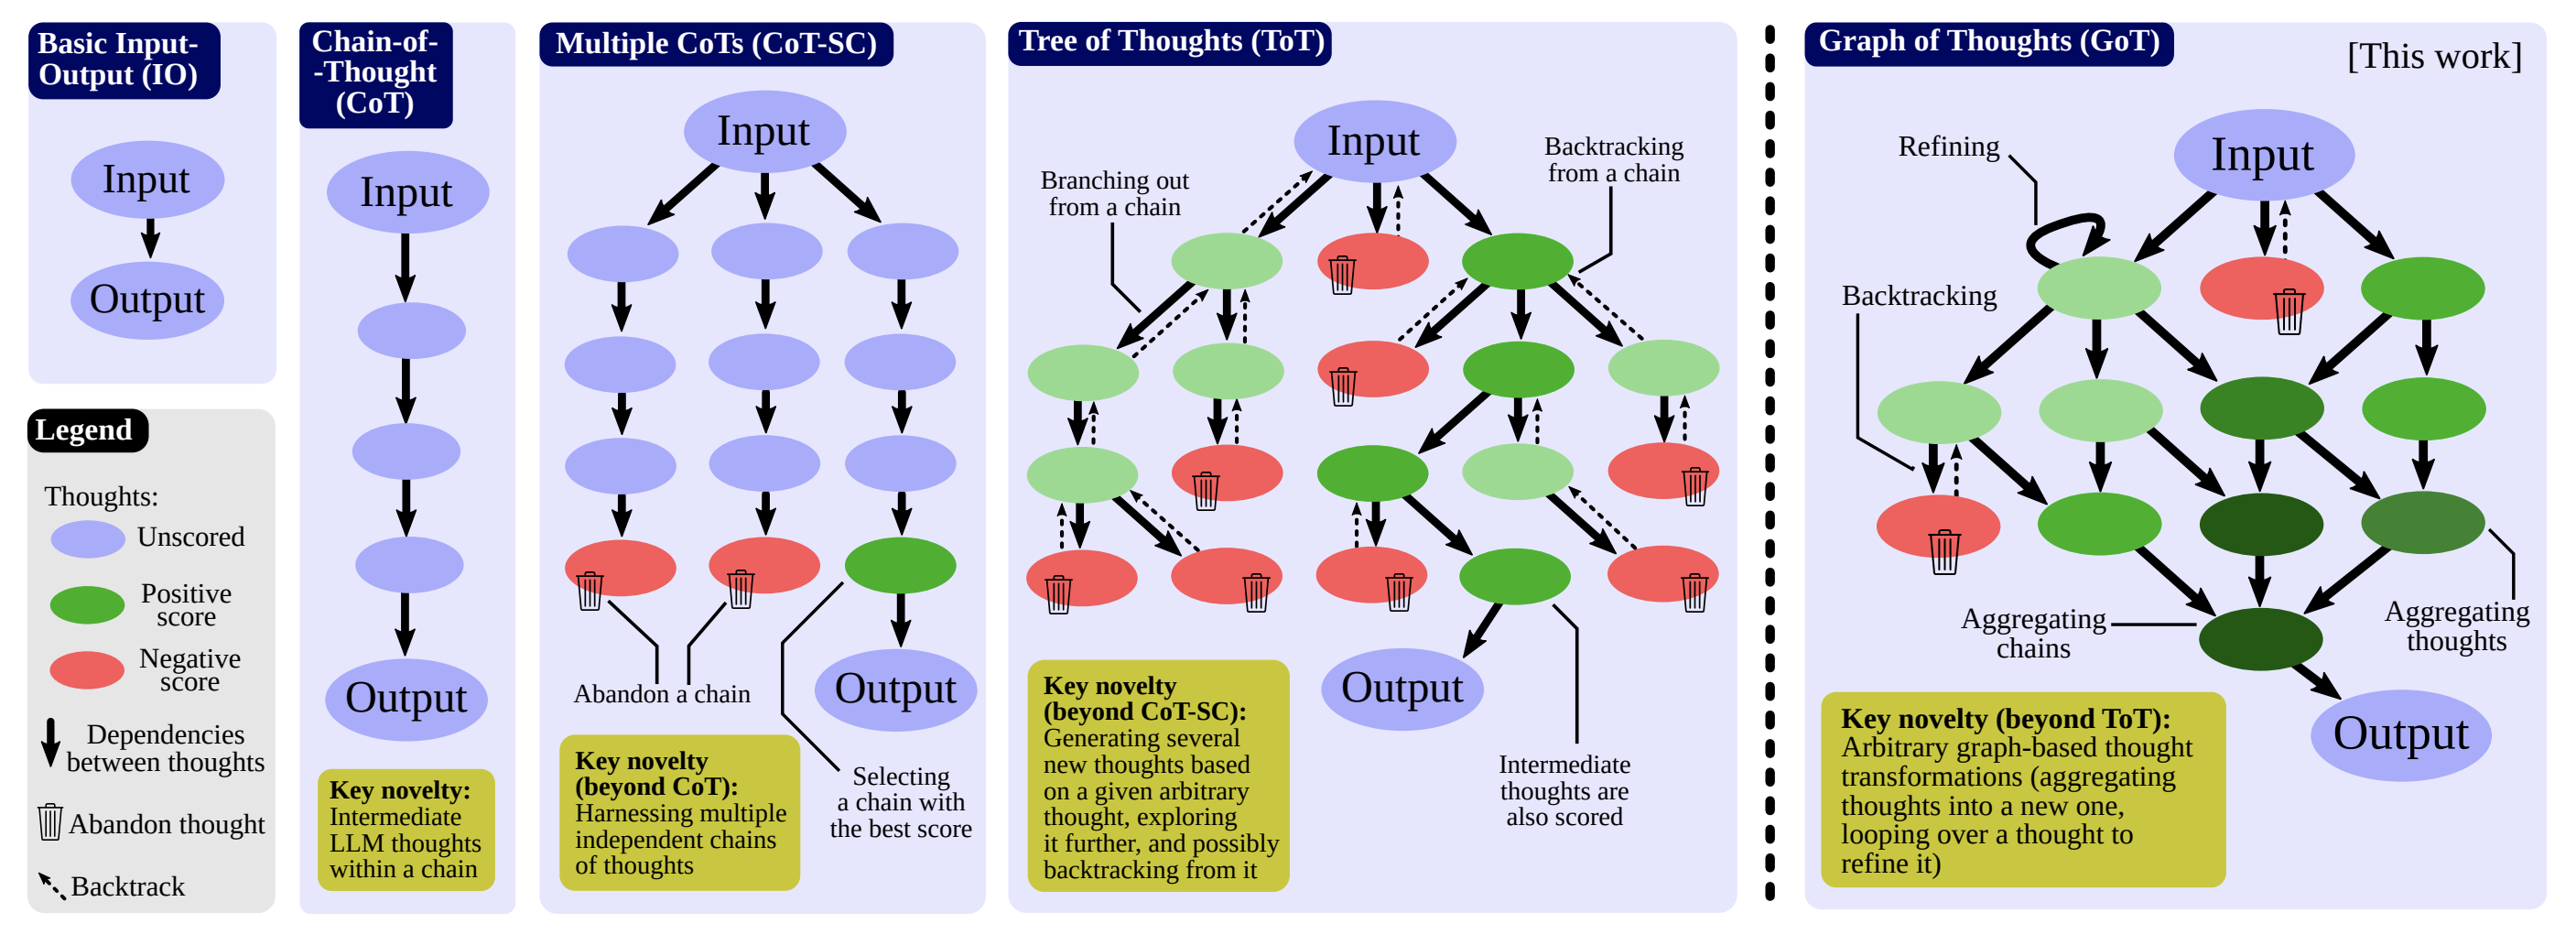 Basic Input-
Output (IO)
Input
Output
Legend
Thoughts:
Unscored
Positive
score
Negative
score
Dependencies
between thoughts
Abandon thought
Backtrack
Chain-of-
-Thought
(CoT)
Input
Output
Key novelty:
Intermediate
LLM thoughts
within a chain
Multiple CoTs (CoT-SC)
Input
Abandon a chain
Output
Key novelty
(beyond CoT):
Harnessing multiple
independent chains
of thoughts
Selecting
a chain with
the best score
Tree of Thoughts (ToT)
Input
Branching out
from a chain
Backtracking
from a chain
Output
Key novelty
(beyond CoT-SC):
Generating several
new thoughts based
on a given arbitrary
thought, exploring
it further, and possibly
backtracking from it
Intermediate
thoughts are
also scored
Graph of Thoughts (GoT)
[This work]
Refining
Input
Backtracking
Aggregating
chains
Aggregating
thoughts
Output
Key novelty (beyond ToT):
Arbitrary graph-based thought
transformations (aggregating
thoughts into a new one,
looping over a thought to
refine it)